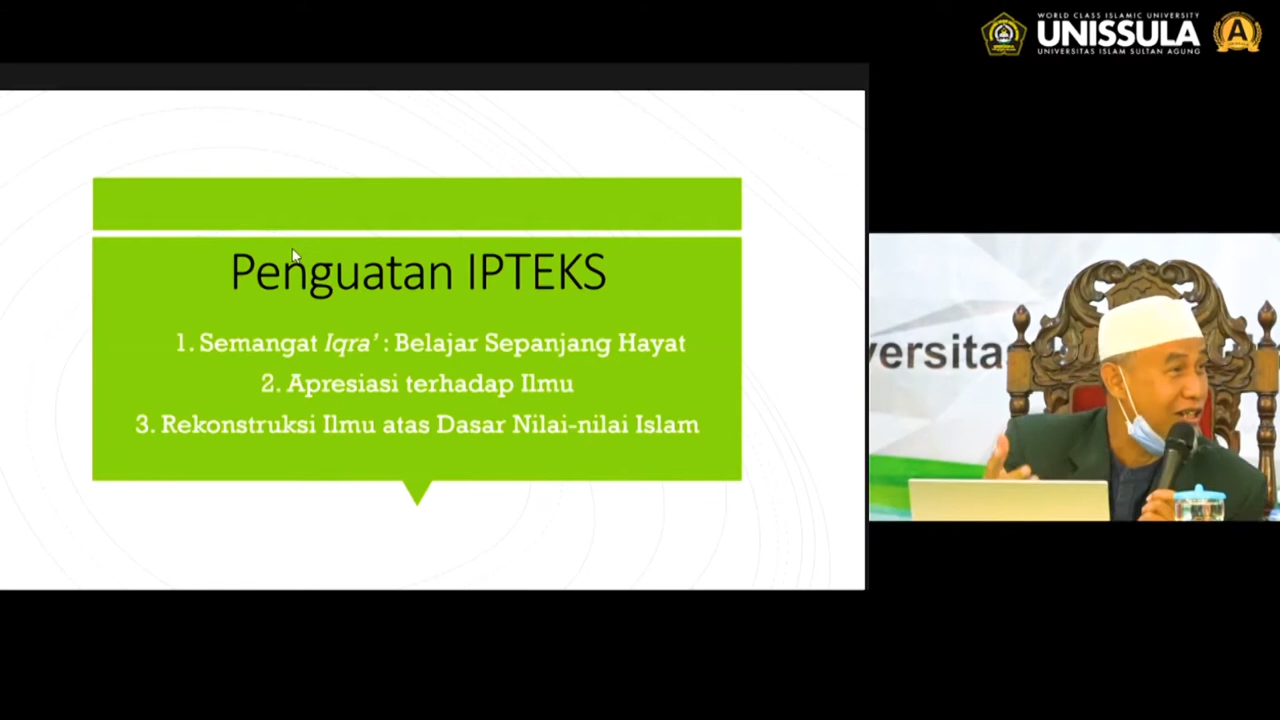 WORLD CLASS ISLAMIC UNIVERSITY
UNISSULA
UNIVERSITAS ISLAM SULTAN AGUNG
A
Penguatan IPTEKS
1. Semangat Iqra’ : Belajar Sepanjang Hayat
2. Apresiasi terhadap Ilmu
3. Rekonstruksi Ilmu atas Dasar Nilai-nilai Islam
versita